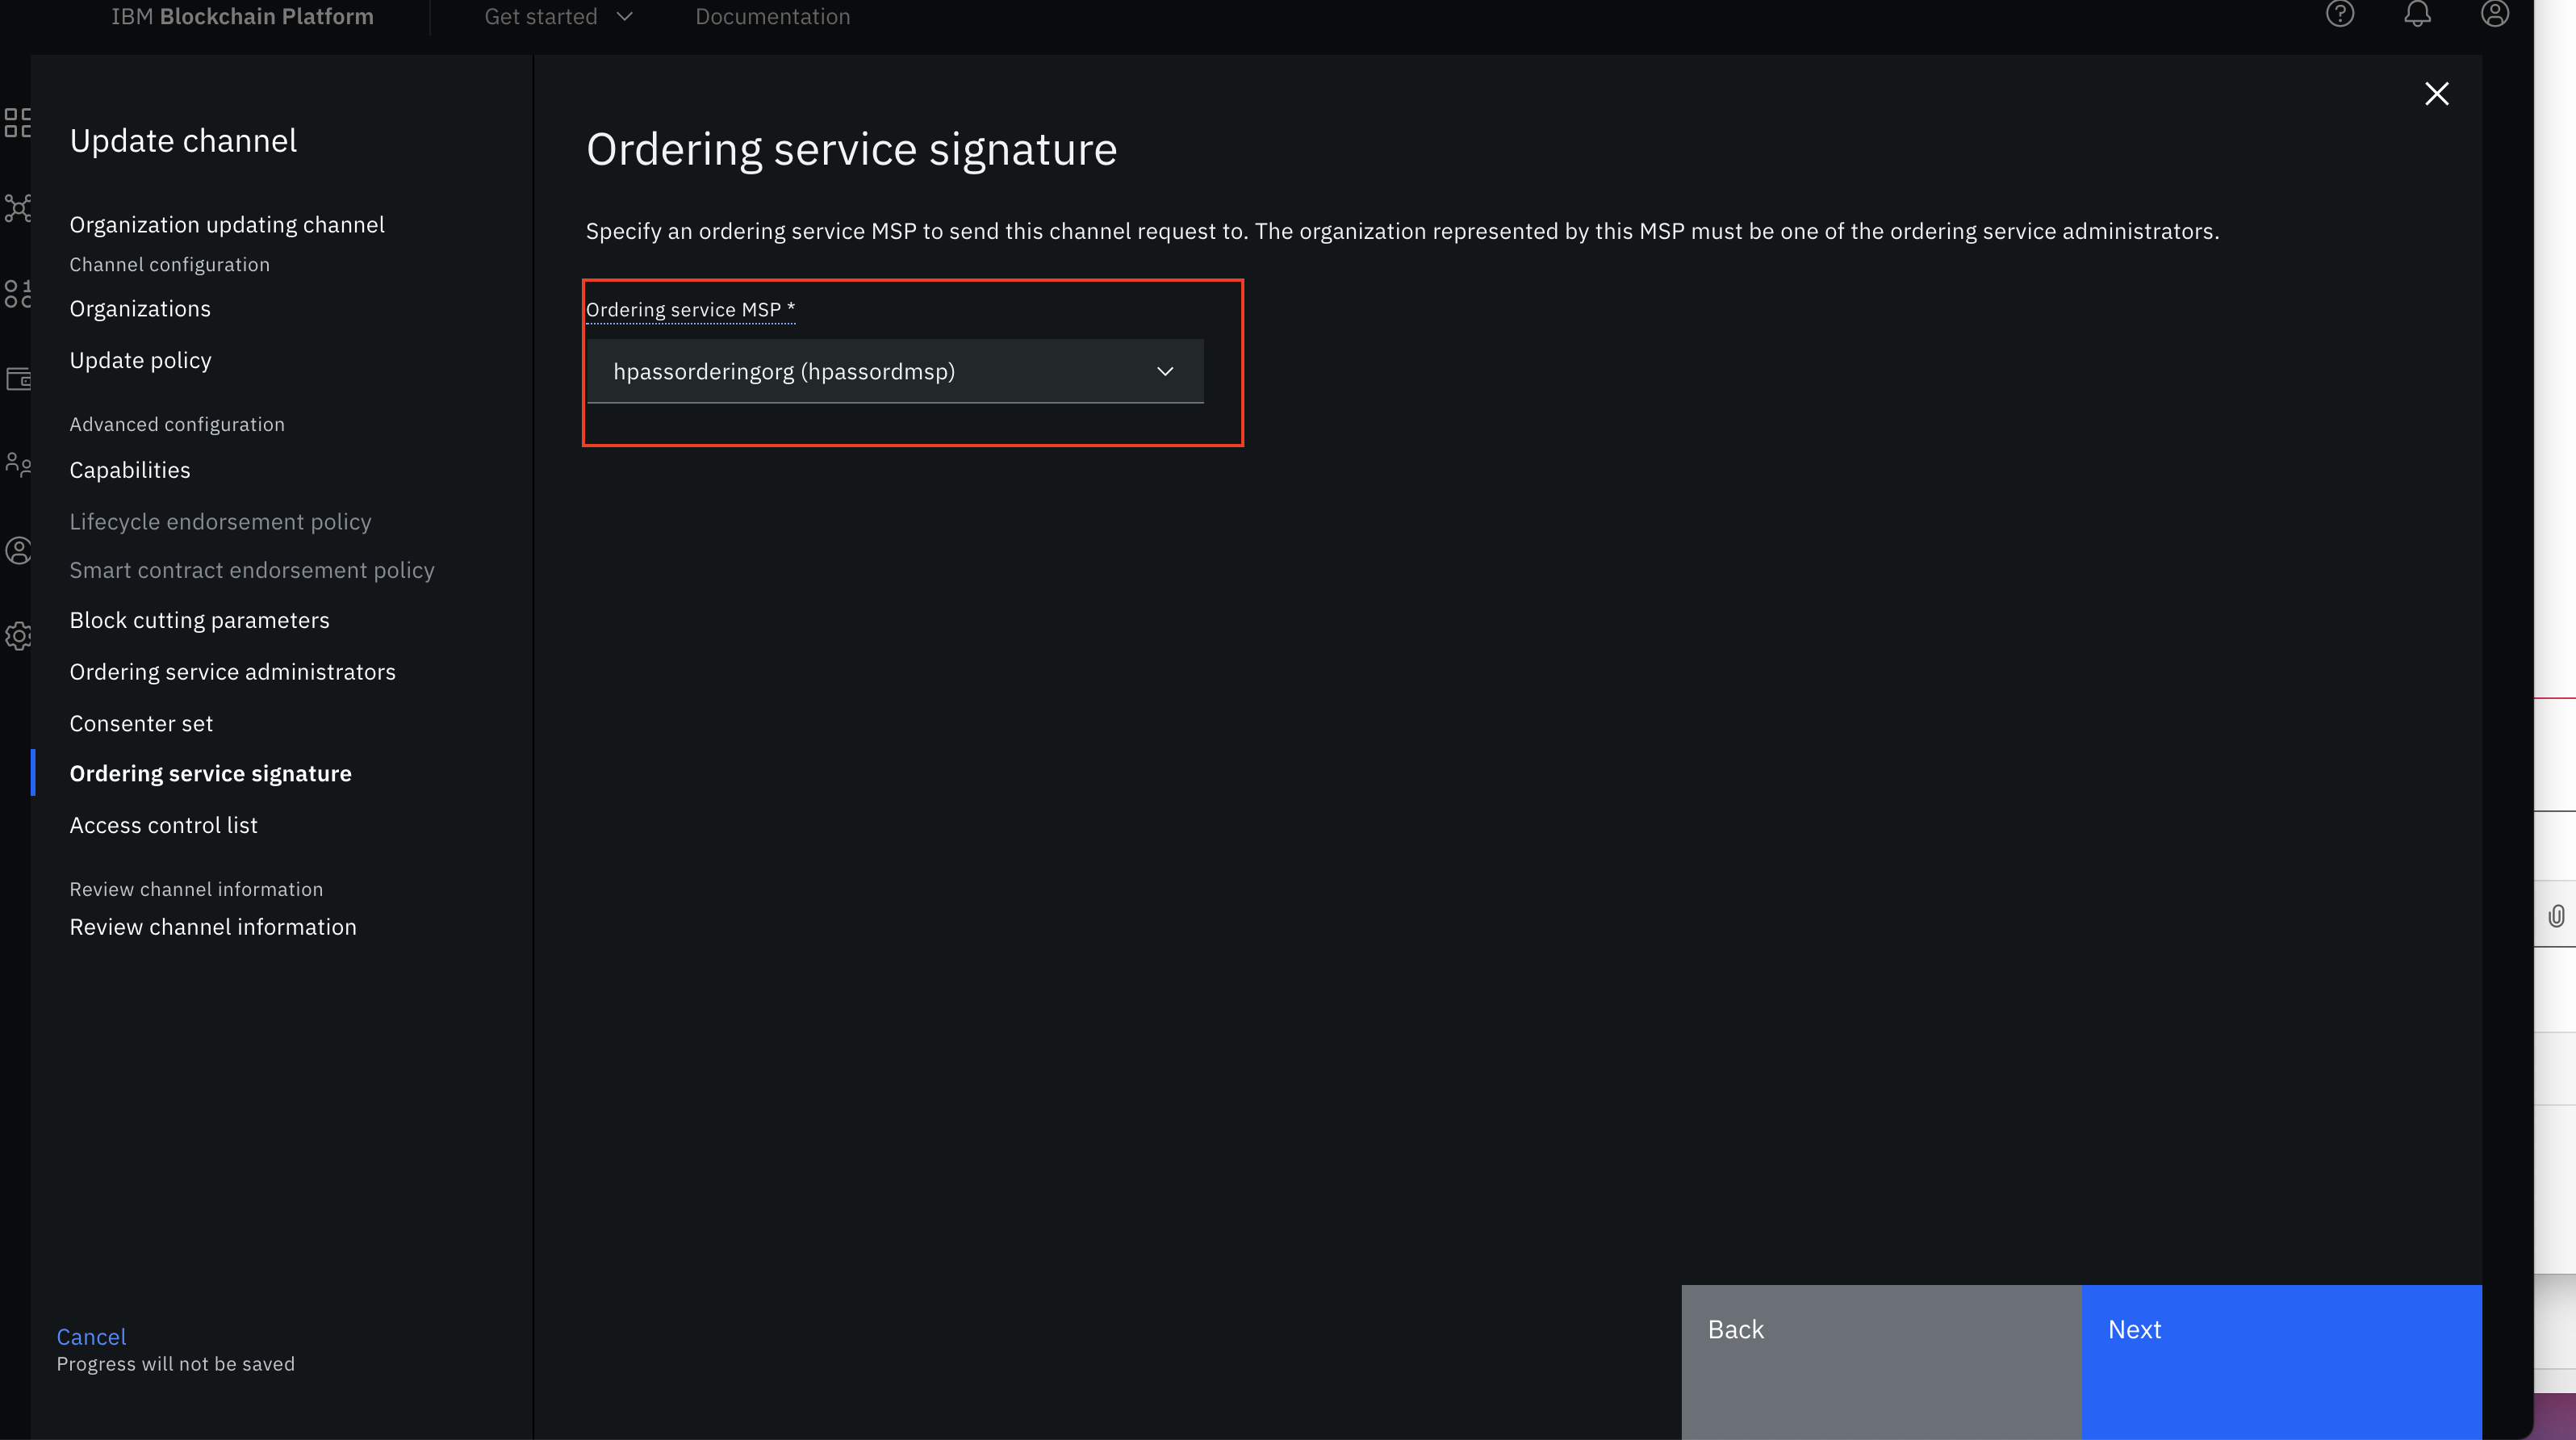 IBM Blockchain Platform
Get started
Documentation
Update channel
Organization updating channel
Channel configuration
Organizations
Update policy
Advanced configuration
Capabilities
Lifecycle endorsement policy
Smart contract endorsement policy
Block cutting parameters
Ordering service administrators
Consenter set
Ordering service signature
Access control list
Review channel information
Review channel information
Cancel
Progress will not be saved
Ordering service signature
Specify an ordering service MSP to send this channel request to. The organization represented by this MSP must be one of the ordering service administrators.
Ordering service MSP *
hpassorderingorg (hpassordmsp)
Back
Next